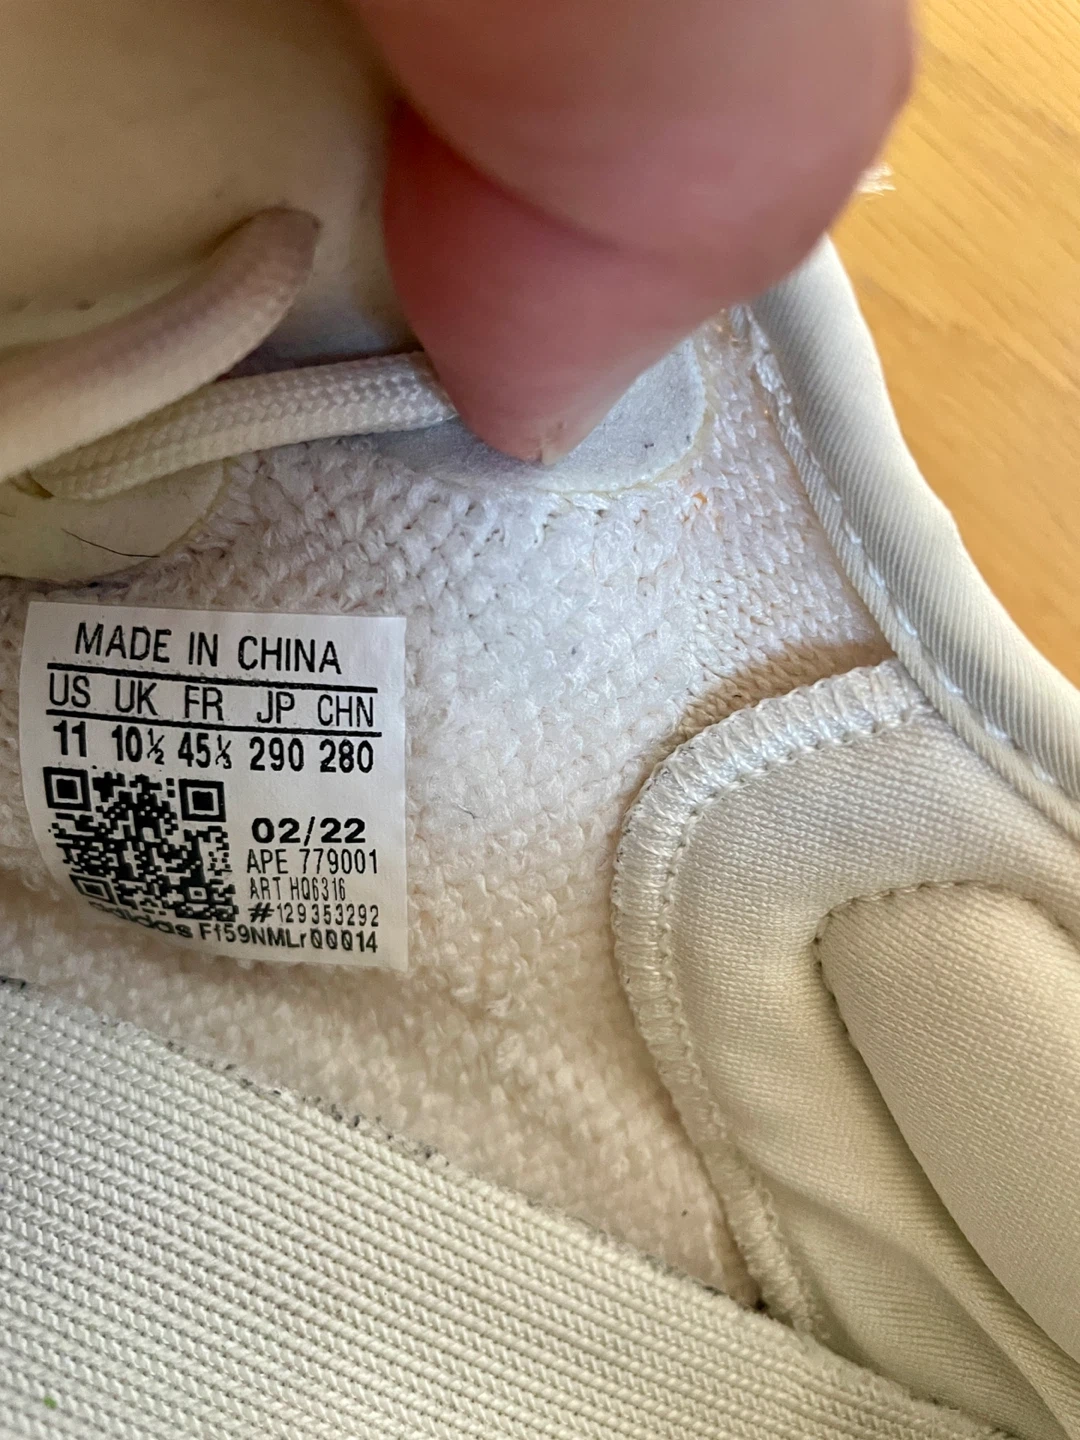 MADE IN CHINA
US UK FR JP CHN
11 10½ 45⅓ 290 280
02/22
APE 779001
ART HQ6316
#129353292
adidas Ff59NMLr00014